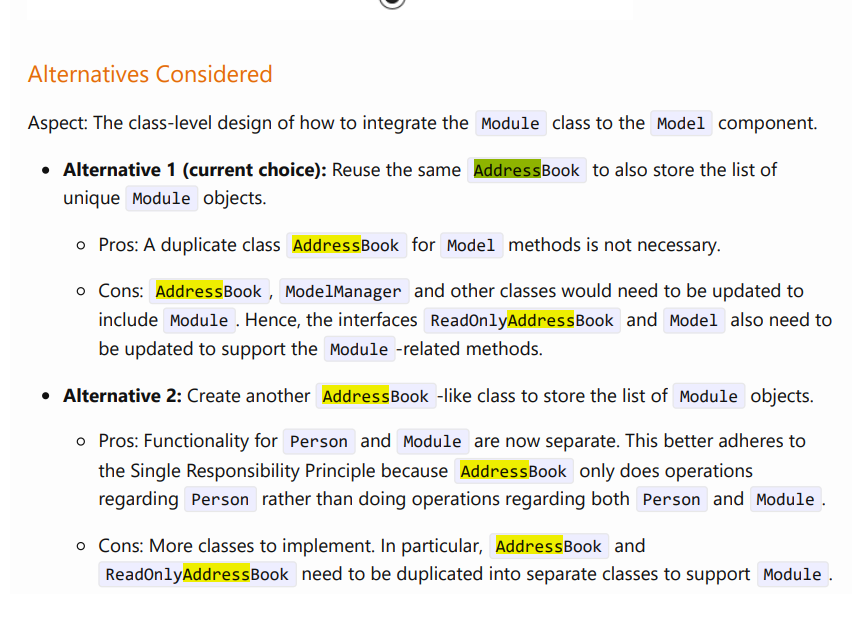 Alternatives Considered
Aspect: The class-level design of how to integrate the Module class to the Model component.
• Alternative 1 (current choice): Reuse the same AddressBook to also store the list of
unique Module objects.
○ Pros: A duplicate class AddressBook for Model methods is not necessary.
○ Cons: AddressBook, ModelManager and other classes would need to be updated to
include Module. Hence, the interfaces ReadOnlyAddressBook and Model also need to
be updated to support the Module-related methods.
• Alternative 2: Create another AddressBook-like class to store the list of Module objects.
○ Pros: Functionality for Person and Module are now separate. This better adheres to
the Single Responsibility Principle because AddressBook only does operations
regarding Person rather than doing operations regarding both Person and Module.
○ Cons: More classes to implement. In particular, AddressBook and
ReadOnlyAddressBook need to be duplicated into separate classes to support Module.